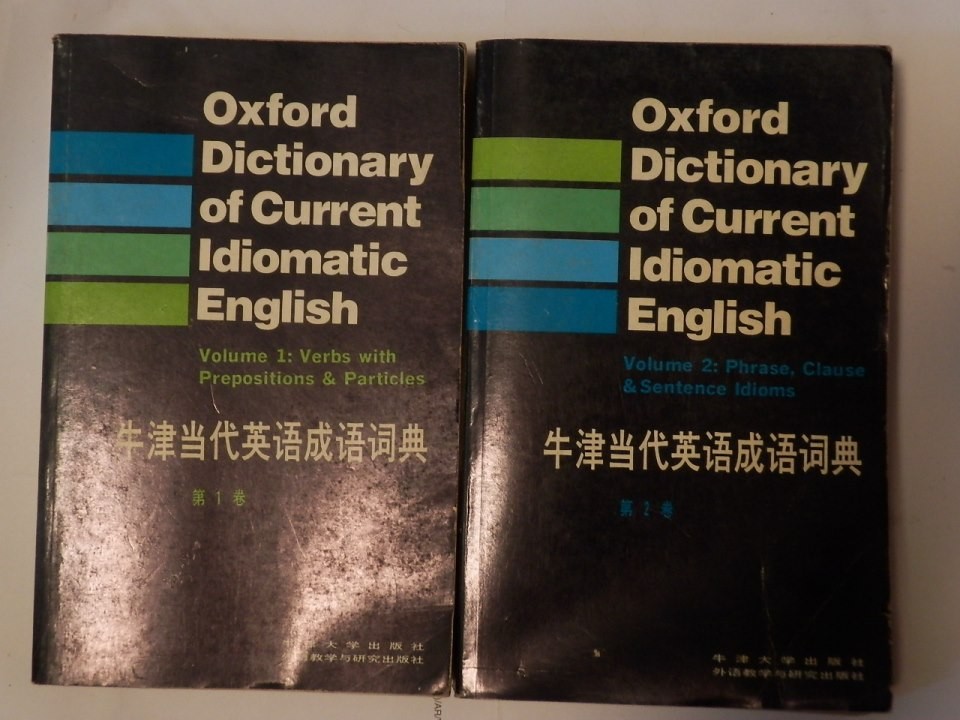 Oxford
Dictionary
of Current
Idiomatic
English
Volume 1: Verbs with
Prepositions & Particles
牛津当代英语成语词典
第1卷
大学出版社
教学与研究出版社
Oxford
Dictionary
of Current
Idiomatic
English
Volume 2: Phrase, Clause
& Sentence Idioms
牛津当代英语成语词典
第2卷
牛津大学出版社
外语教学与研究出版社